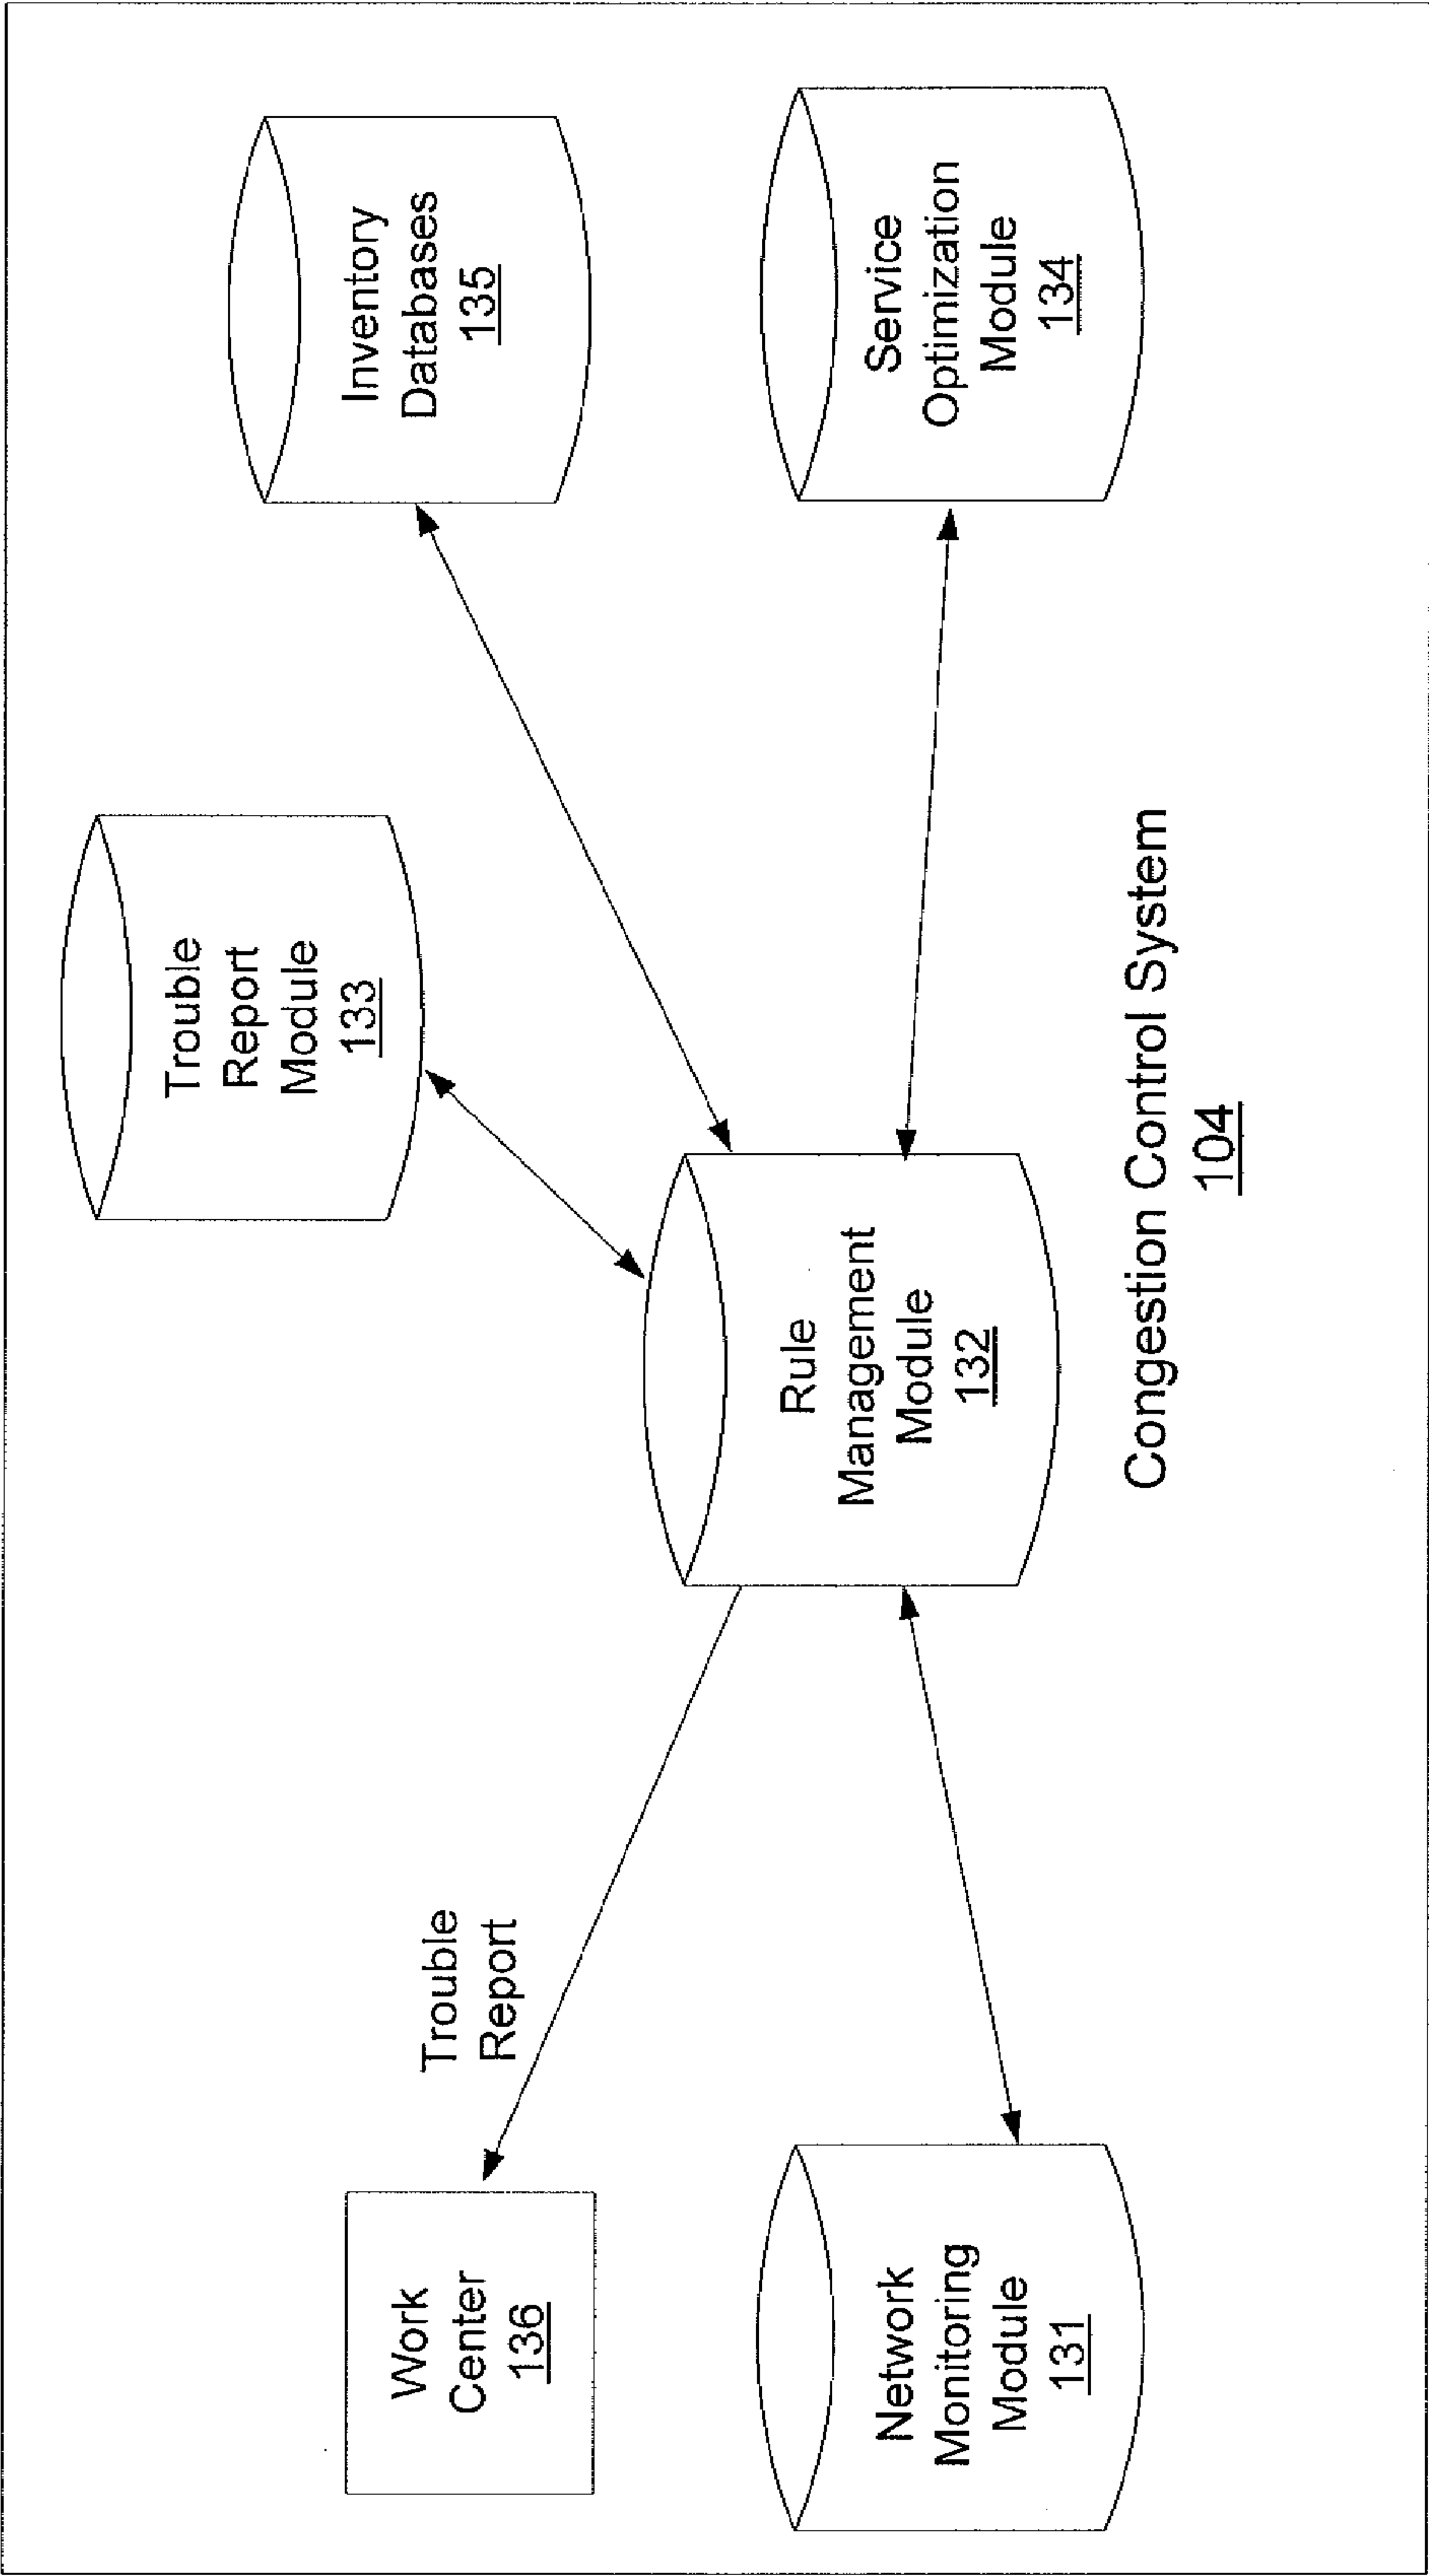 Trouble
Report
Module
133
Inventory
Databases
135
Work
Center
136
Trouble
Report
Rule
Management
Module
132
Network
Monitoring
Module
131
Service
Optimization
Module
134
Congestion Control System
104